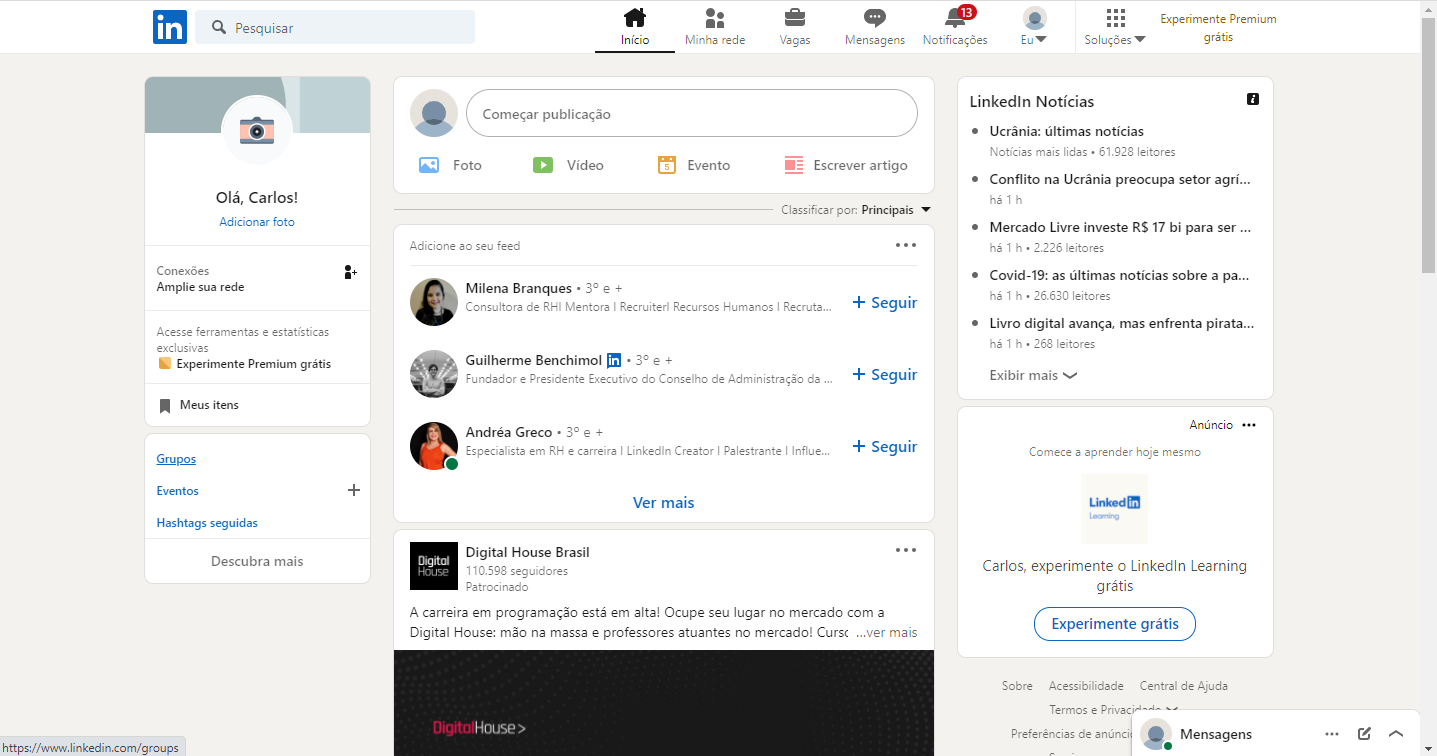 in
Pesquisar
Início
Minha rede
Vagas
Mensagens
13
Notificações
Eu
Soluções
Experimente Premium
grátis
Olá, Carlos!
Adicionar foto
Conexões
Amplie sua rede
Acesse ferramentas e estatísticas
exclusivas
Experimente Premium grátis
Meus itens
Grupos
Eventos
Hashtags seguidas
Descubra mais
Começar publicação
Foto
Vídeo
5
Evento
Escrever artigo
Classificar por: Principais
Adicione ao seu feed
Milena Branques • 3º e +
Consultora de RH| Mentora I Recruiter| Recursos Humanos I Recruta...
+ Seguir
Guilherme Benchimol in • 3º e +
Fundador e Presidente Executivo do Conselho de Administração da ...
+ Seguir
Andréa Greco • 3º e +
Especialista em RH e carreira I LinkedIn Creator I Palestrante I Influe...
+ Seguir
Ver mais
Digital House
Digital House Brasil
110.598 seguidores
Patrocinado
A carreira em programação está em alta! Ocupe seu lugar no mercado com a
Digital House: mão na massa e professores atuantes no mercado! Curso ...ver mais
DigitalHouse>
LinkedIn Notícias
Ucrânia: últimas notícias
Notícias mais lidas • 61.928 leitores
Conflito na Ucrânia preocupa setor agrí...
há 1 h
Mercado Livre investe R$ 17 bi para ser ...
há 1 h • 2.226 leitores
Covid-19: as últimas notícias sobre a pa...
há 1 h • 26.630 leitores
Livro digital avança, mas enfrenta pirata...
há 1 h • 268 leitores
Exibir mais
Anúncio
Comece a aprender hoje mesmo
Linked in
Learning
Carlos, experimente o LinkedIn Learning
grátis
Experimente grátis
Sobre Acessibilidade Central de Ajuda
Termos e Privacidade
Preferências de anúncio
Mensagens
https://www.linkedin.com/groups